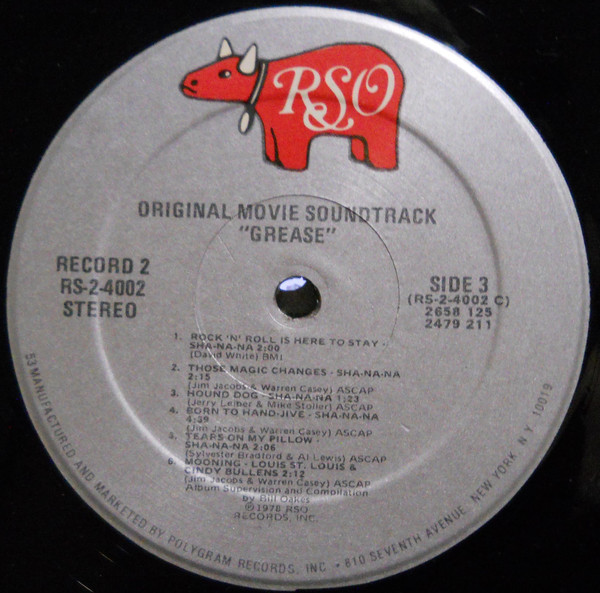 RSO
ORIGINAL MOVIE SOUNDTRACK
"GREASE"
RECORD 2
RS-2-4002
STEREO
SIDE 3
(RS-2-4002 C)
2658 125
2479 211
1. ROCK 'N' ROLL IS HERE TO STAY -
SHA-NA-NA 2:00
(David White) BMI
2. THOSE MAGIC CHANGES - SHA-NA-NA
2:15
(Jim Jacobs & Warren Casey) ASCAP
3. HOUND DOG - SHA-NA-NA 1:23
(Jerry Leiber & Mike Stoller) ASCAP
4. BORN TO HAND-JIVE - SHA-NA-NA
4:39
(Jim Jacobs & Warren Casey) ASCAP
5. TEARS ON MY PILLOW -
SHA-NA-NA 2:06
(Sylvester Bradford & Al Lewis) ASCAP
6. MOONING - LOUIS ST. LOUIS &
CINDY BULLENS 2:12
(Jim Jacobs & Warren Casey) ASCAP
Album Supervision and Compilation
by Bill Oakes
©1978 RSO
RECORDS, INC.
53 MANUFACTURED AND MARKETED BY POLYGRAM RECORDS, INC - 810 SEVENTH AVENUE, NEW YORK, N.Y. 10019